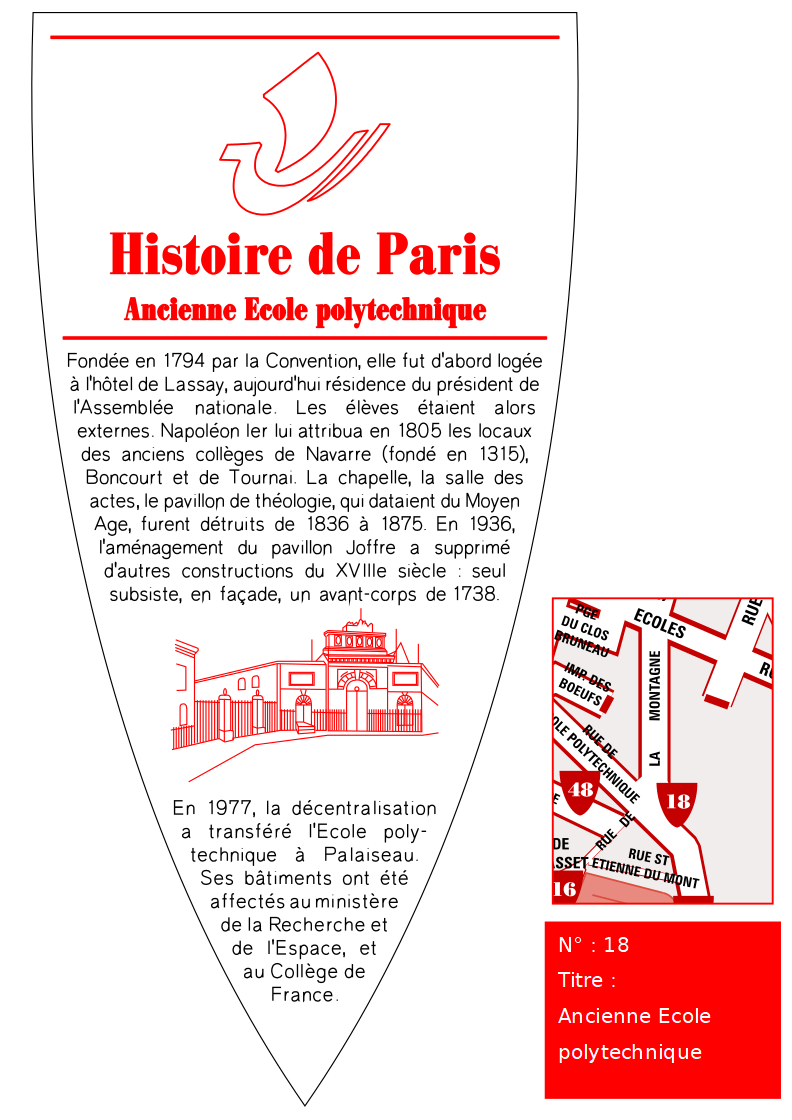 Histoire de Paris
Ancienne Ecole polytechnique
Fondée en 1794 par la Convention, elle fut d'abord logée
à l'hôtel de Lassay, aujourd'hui résidence du président de
l'Assemblée nationale. Les élèves étaient alors
externes. Napoléon Ier lui attribua en 1805 les locaux
des anciens collèges de Navarre (fondé en 1315),
Boncourt et de Tournai. La chapelle, la salle des
actes, le pavillon de théologie, qui dataient du Moyen
Age, furent détruits de 1836 à 1875. En 1936,
l'aménagement du pavillon Joffre a supprimé
d'autres constructions du XVIIIe siècle : seul
subsiste, en façade, un avant-corps de 1738.
En 1977, la décentralisation
a transféré l'Ecole poly-
technique à Palaiseau.
Ses bâtiments ont été
affectés au ministère
de la Recherche et
de l'Espace, et
au Collège de
France.
PGE
DU CLOS
BRUNEAU
ECOLES
RUE
RU
IMP. DES
BOEUFS
MONTAGNE
LA
RUE DE
OLE POLYTECHNIQUE
48
18
E
RUE DE
DE
SSET
RUE ST
ETIENNE DU MONT
16
N° : 18
Titre :
Ancienne Ecole
polytechnique